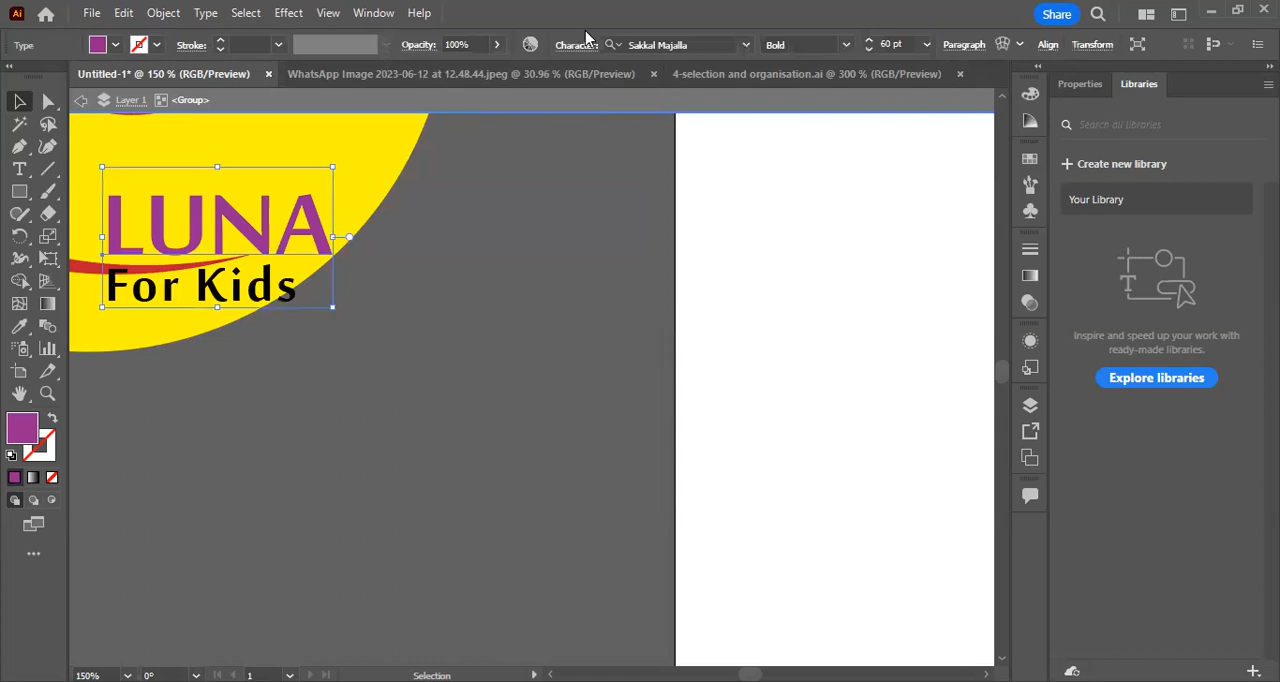 File Edit Object Type Select Effect View Window Help Share
Type Stroke: Opacity: 100% Character: Sakkal Majalla Bold 60 pt Paragraph Align Transform
Untitled-1* @ 150 % (RGB/Preview) WhatsApp Image 2023-06-12 at 12.48.44.jpeg @ 30.96 % (RGB/Preview) 4-selection and organisation.ai @ 300 % (RGB/Preview)
Properties Libraries
Layer 1 <Group>
Search all libraries
Create new library
Your Library
LUNA
For Kids
Inspire and speed up your work with
ready-made libraries.
Explore libraries
150% 0° 1 Selection